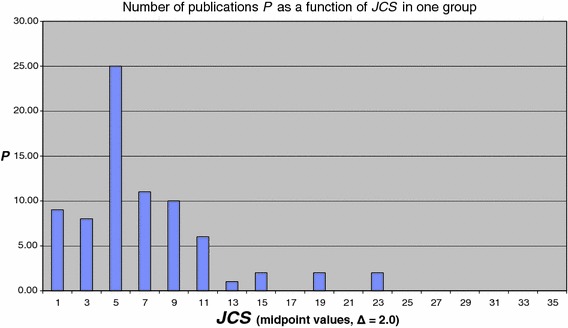 Number of publications P as a function of JCS in one group
30.00
25.00
20.00
15.00
10.00
5.00
0.00
P
1 3 5 7 9 11 13 15 17 19 21 23 25 27 29 31 33 35
JCS (midpoint values, Δ = 2.0)